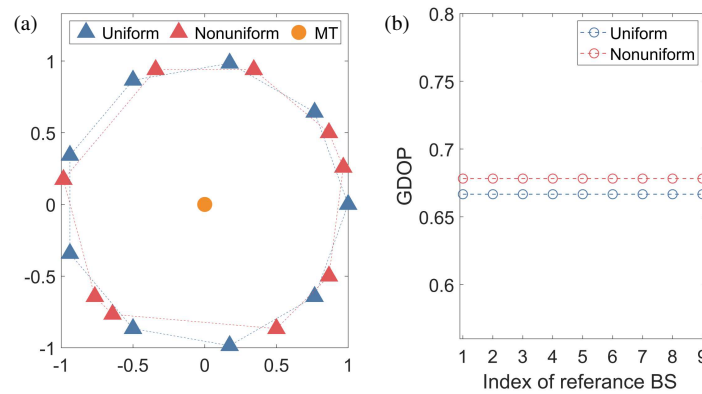 (a)
Uniform Nonuniform MT
1
0.5
0
-0.5
-1
-1 -0.5 0 0.5 1
(b)
0.8
0.75
0.7
0.65
0.6
GDOP
Uniform
Nonuniform
1 2 3 4 5 6 7 8 9
Index of referance BS